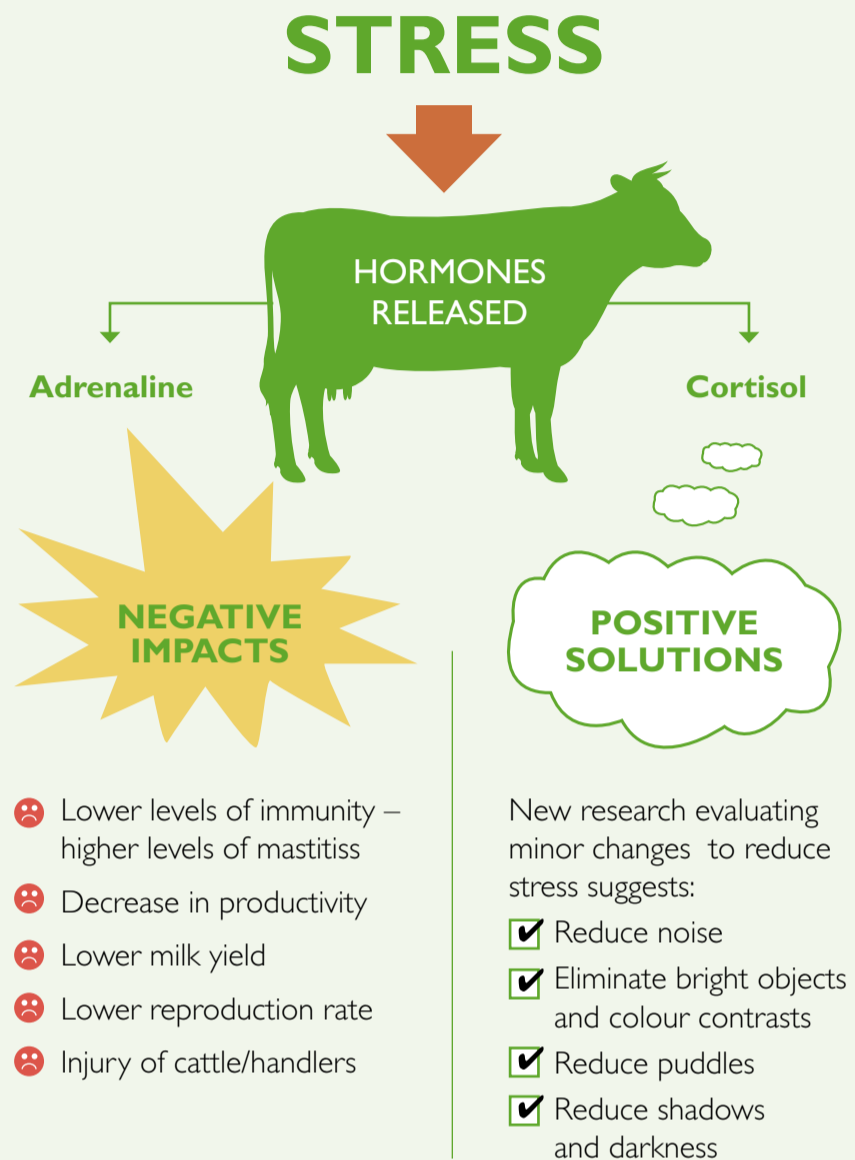 STRESS
HORMONES
RELEASED
Adrenaline
Cortisol
NEGATIVE
IMPACTS
Lower levels of immunity –
higher levels of mastitiss
Decrease in productivity
Lower milk yield
Lower reproduction rate
Injury of cattle/handlers
POSITIVE
SOLUTIONS
New research evaluating
minor changes to reduce
stress suggests:
Reduce noise
Eliminate bright objects
and colour contrasts
Reduce puddles
Reduce shadows
and darkness